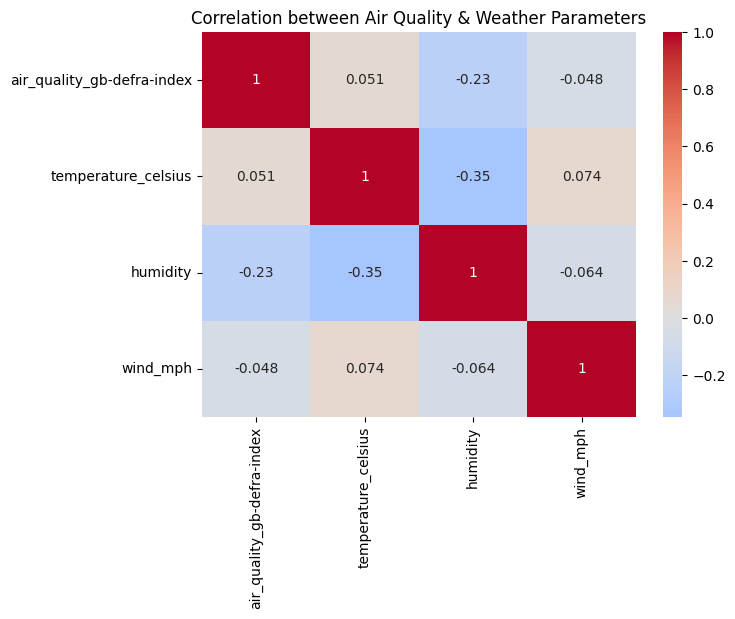 Correlation between Air Quality & Weather Parameters
air_quality_gb-defra-index
1
0.051
-0.23
-0.048
temperature_celsius
0.051
1
-0.35
0.074
humidity
-0.23
-0.35
1
-0.064
wind_mph
-0.048
0.074
-0.064
1
air_quality_gb-defra-index
temperature_celsius
humidity
wind_mph
1.0
0.8
0.6
0.4
0.2
0.0
−0.2